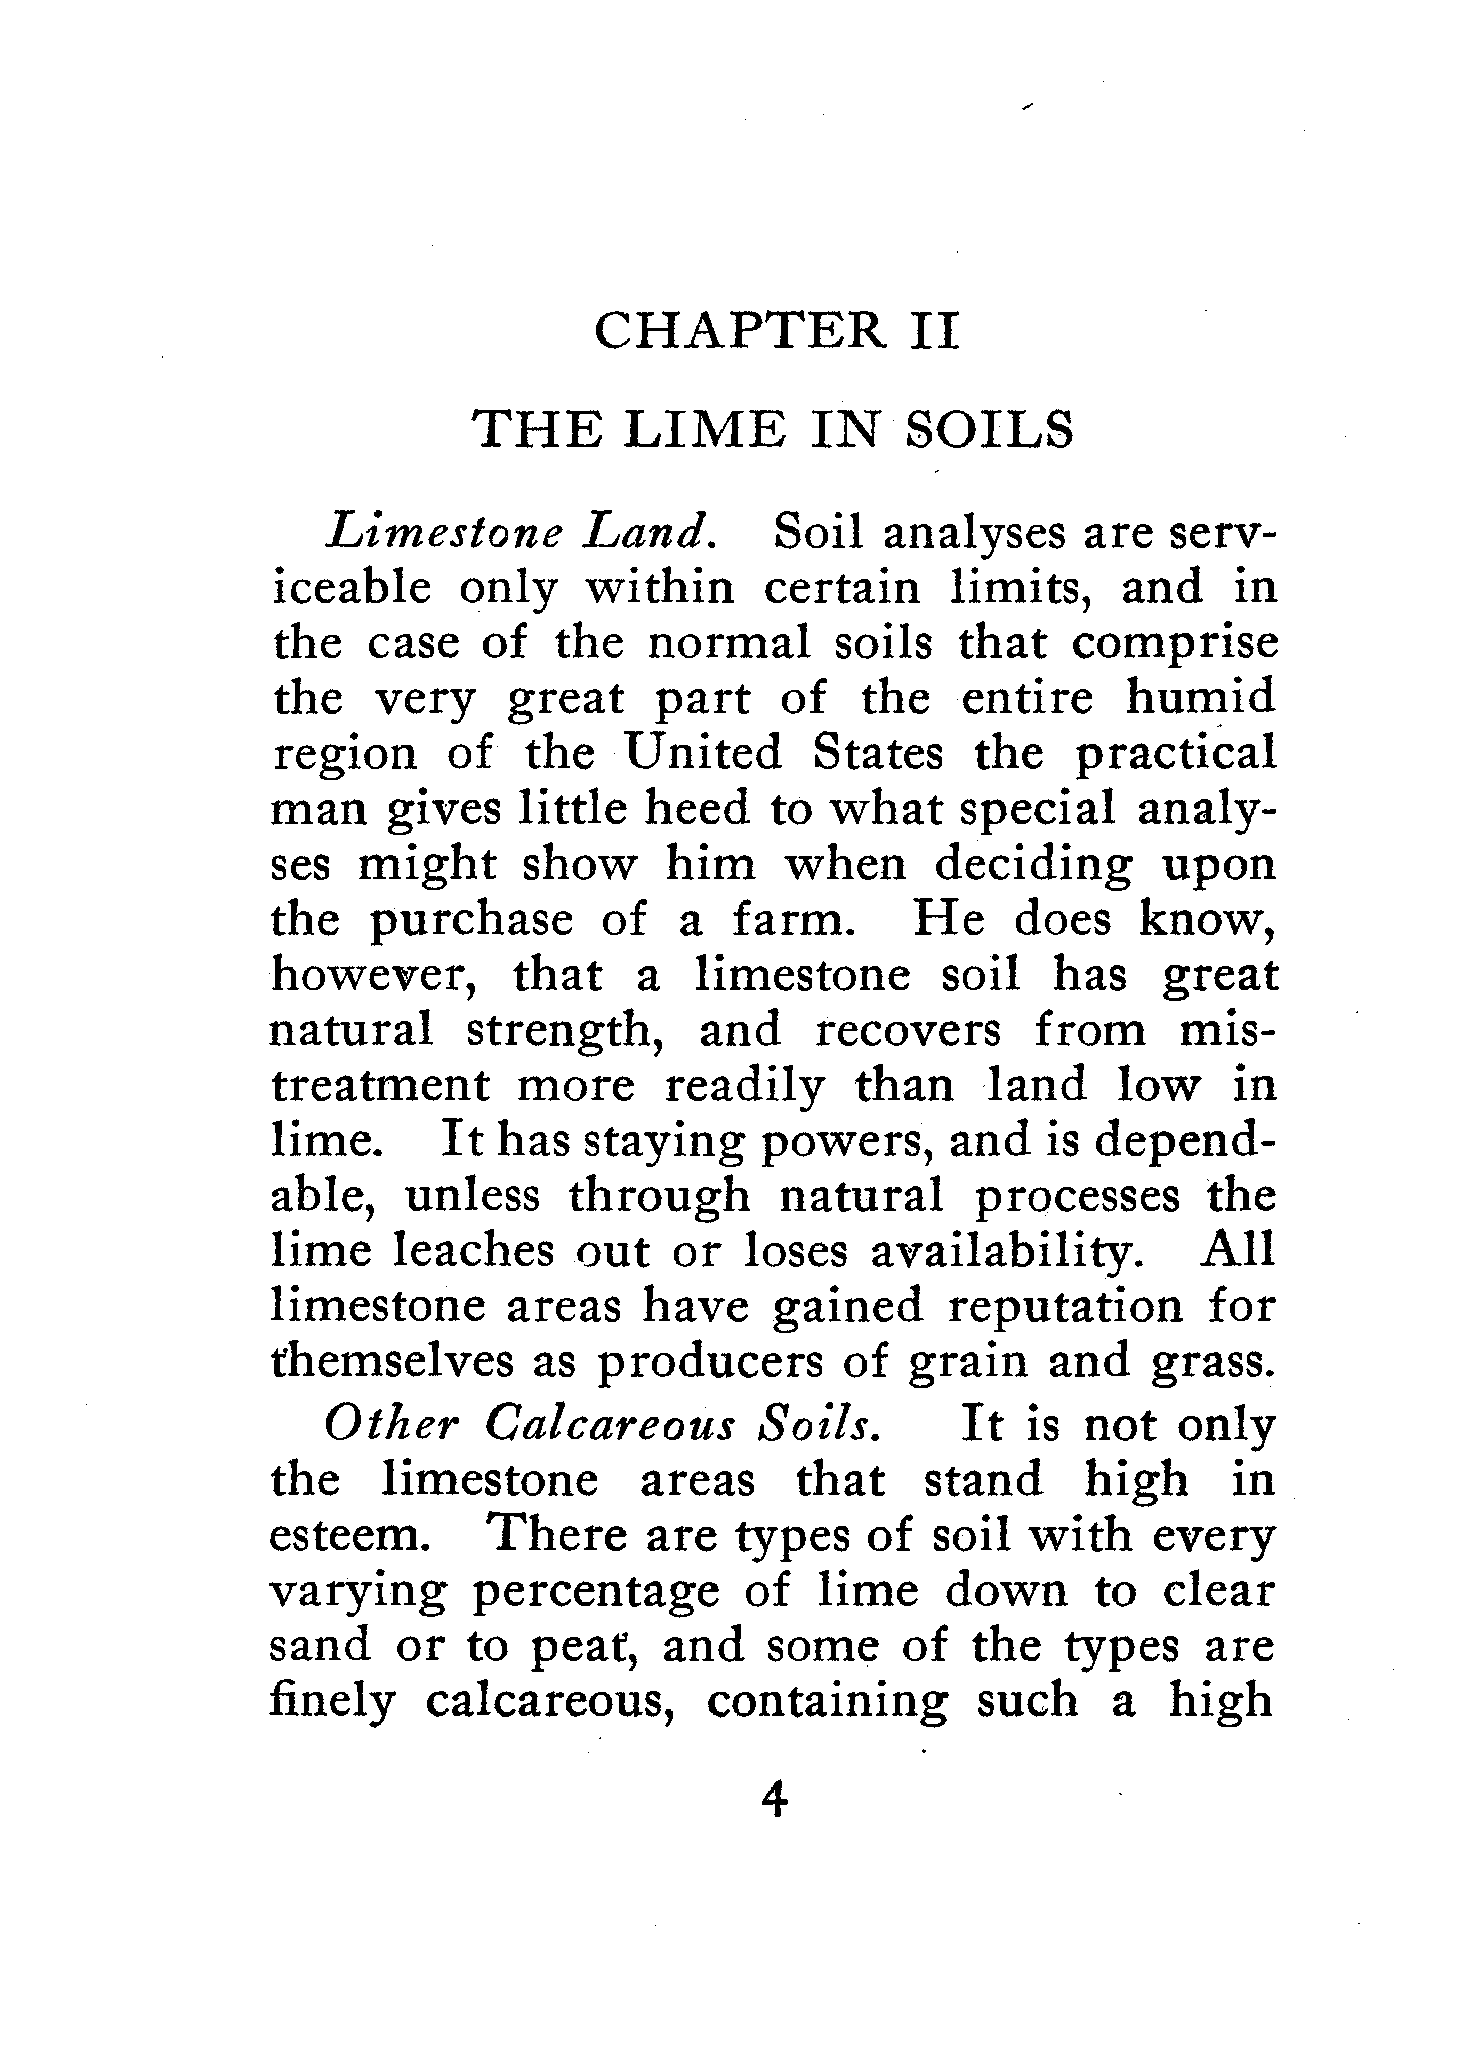 CHAPTER II
THE LIME IN SOILS
Limestone Land. Soil analyses are serv-
iceable only within certain limits, and in
the case of the normal soils that comprise
the very great part of the entire humid
region of the United States the practical
man gives little heed to what special analy-
ses might show him when deciding upon
the purchase of a farm. He does know,
however, that a limestone soil has great
natural strength, and recovers from mis-
treatment more readily than land low in
lime. It has staying powers, and is depend-
able, unless through natural processes the
lime leaches out or loses availability. All
limestone areas have gained reputation for
themselves as producers of grain and grass.
Other Calcareous Soils. It is not only
the limestone areas that stand high in
esteem. There are types of soil with every
varying percentage of lime down to clear
sand or to peat, and some of the types are
finely calcareous, containing such a high
4